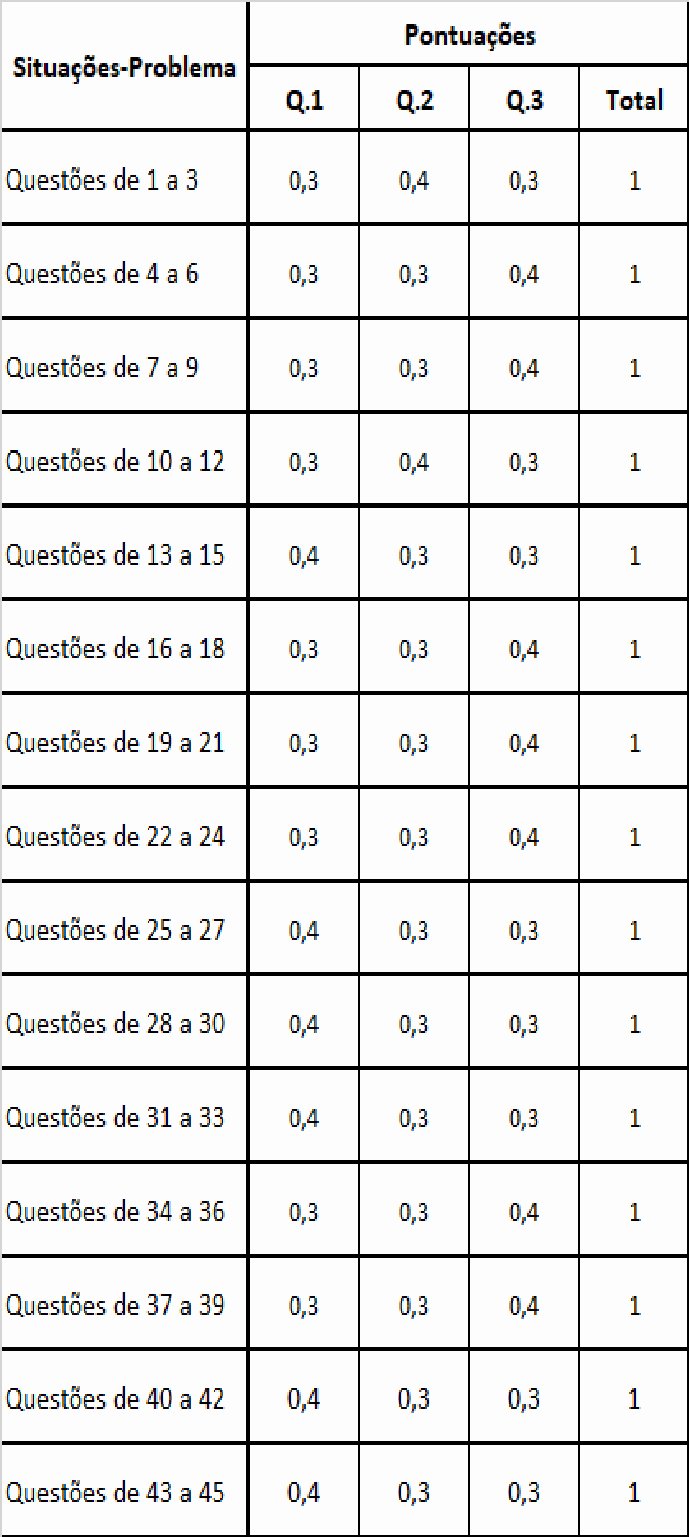 Situações-Problema Pontuações
Q.1 Q.2 Q.3 Total
Questões de 1 a 3 0,3 0,4 0,3 1
Questões de 4 a 6 0,3 0,3 0,4 1
Questões de 7 a 9 0,3 0,3 0,4 1
Questões de 10 a 12 0,3 0,4 0,3 1
Questões de 13 a 15 0,4 0,3 0,3 1
Questões de 16 a 18 0,3 0,3 0,4 1
Questões de 19 a 21 0,3 0,3 0,4 1
Questões de 22 a 24 0,3 0,3 0,4 1
Questões de 25 a 27 0,4 0,3 0,3 1
Questões de 28 a 30 0,4 0,3 0,3 1
Questões de 31 a 33 0,4 0,3 0,3 1
Questões de 34 a 36 0,3 0,3 0,4 1
Questões de 37 a 39 0,3 0,3 0,4 1
Questões de 40 a 42 0,4 0,3 0,3 1
Questões de 43 a 45 0,4 0,3 0,3 1